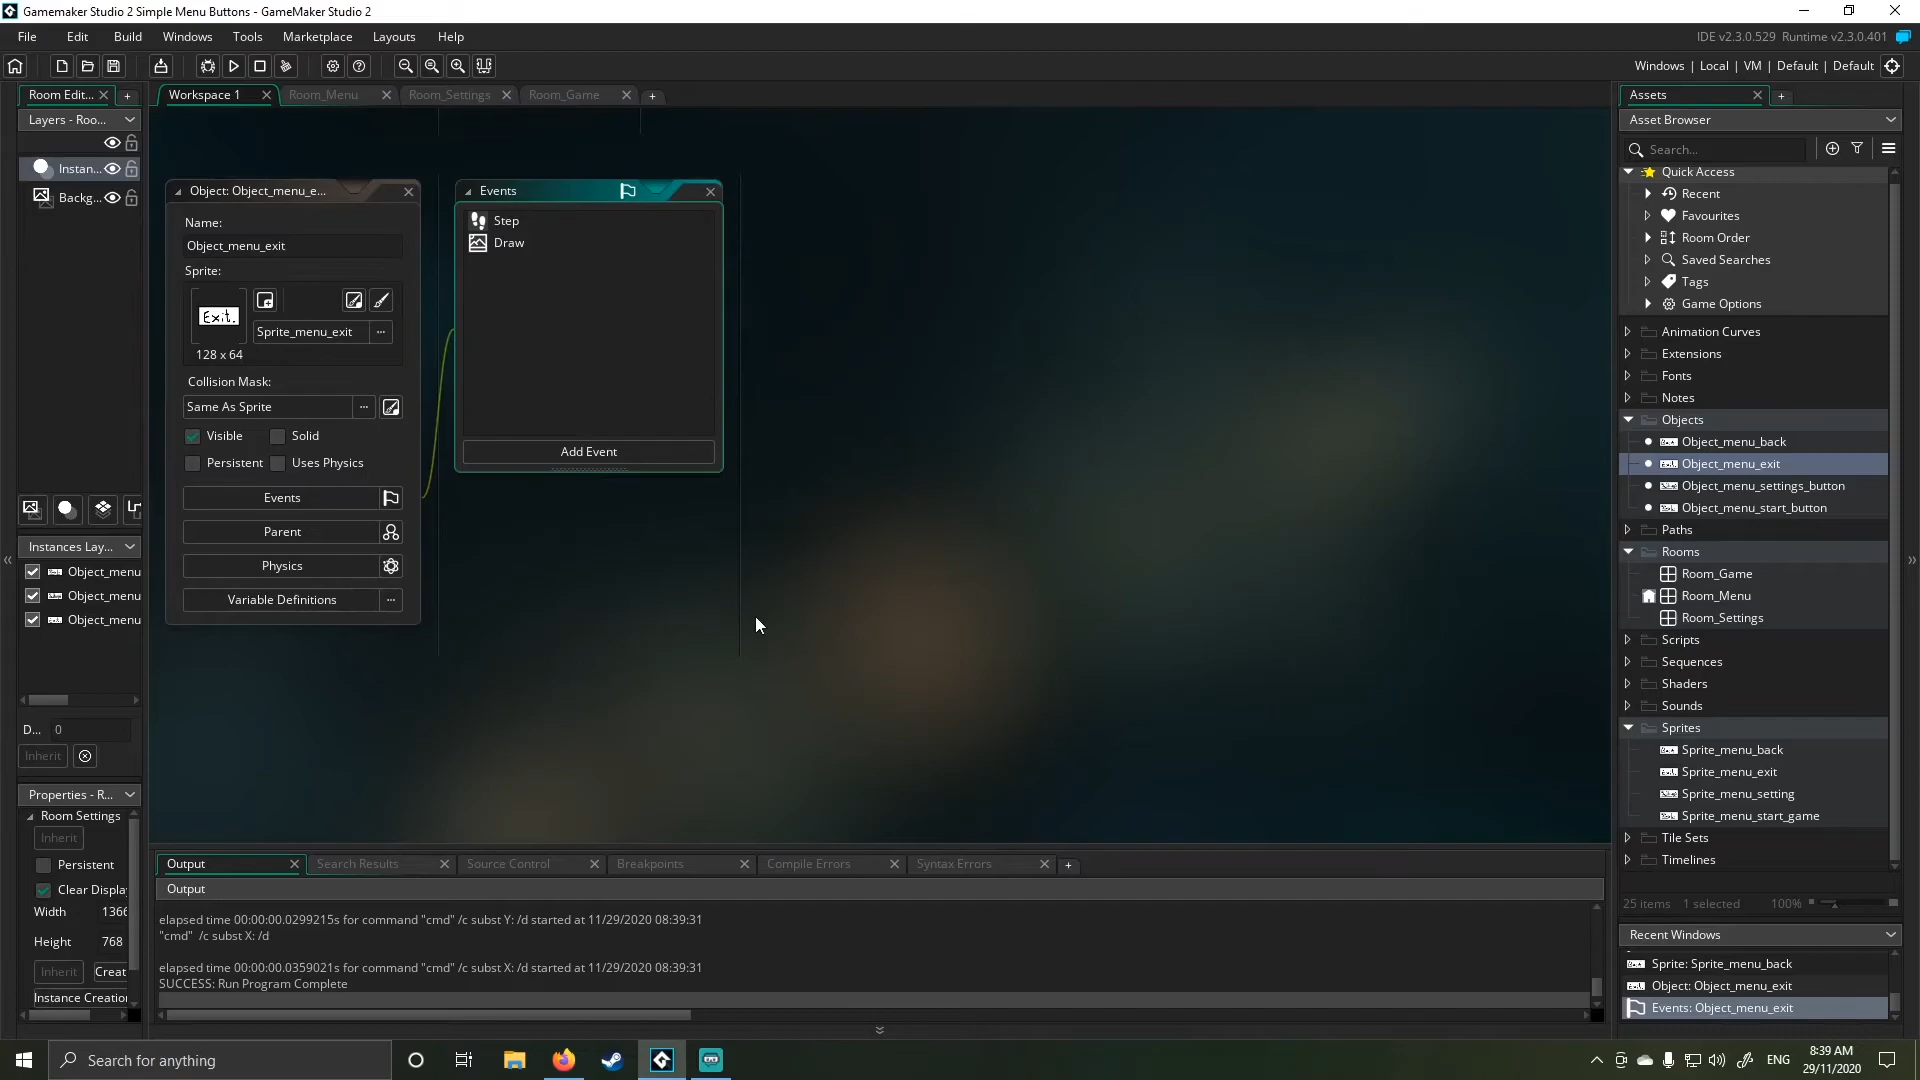 Gamemaker Studio 2 Simple Menu Buttons - GameMaker Studio 2
File Edit Build Windows Tools Marketplace Layouts Help
IDE v2.3.0.529 Runtime v2.3.0.401
Windows | Local | VM | Default | Default
Room Edit...
Workspace 1
Room_Menu
Room_Settings
Room_Game
Layers - Roo...
Instan...
Backg...
Instances Lay...
Object_menu
Object_menu
Object_menu
D... 0
Inherit
Properties - R...
Room Settings
Inherit
Persistent
Clear Display
Width 1366
Height 768
Inherit Creat
Instance Creation
Object: Object_menu_e...
Name:
Object_menu_exit
Sprite:
Exit.
Sprite_menu_exit ...
128 x 64
Collision Mask:
Same As Sprite ...
Visible Solid
Persistent Uses Physics
Events
Parent
Physics
Variable Definitions ...
Events
Step
Draw
Add Event
Output
Search Results
Source Control
Breakpoints
Compile Errors
Syntax Errors
Output
elapsed time 00:00:00.0299215s for command "cmd" /c subst Y: /d started at 11/29/2020 08:39:31
"cmd" /c subst X: /d
elapsed time 00:00:00.0359021s for command "cmd" /c subst X: /d started at 11/29/2020 08:39:31
SUCCESS: Run Program Complete
Assets
Asset Browser
Search...
Quick Access
Recent
Favourites
Room Order
Saved Searches
Tags
Game Options
Animation Curves
Extensions
Fonts
Notes
Objects
Object_menu_back
Object_menu_exit
Object_menu_settings_button
Object_menu_start_button
Paths
Rooms
Room_Game
Room_Menu
Room_Settings
Scripts
Sequences
Shaders
Sounds
Sprites
Sprite_menu_back
Sprite_menu_exit
Sprite_menu_setting
Sprite_menu_start_game
Tile Sets
Timelines
25 items 1 selected 100%
Recent Windows
Sprite: Sprite_menu_back
Object: Object_menu_exit
Events: Object_menu_exit
Search for anything
ENG
8:39 AM
29/11/2020